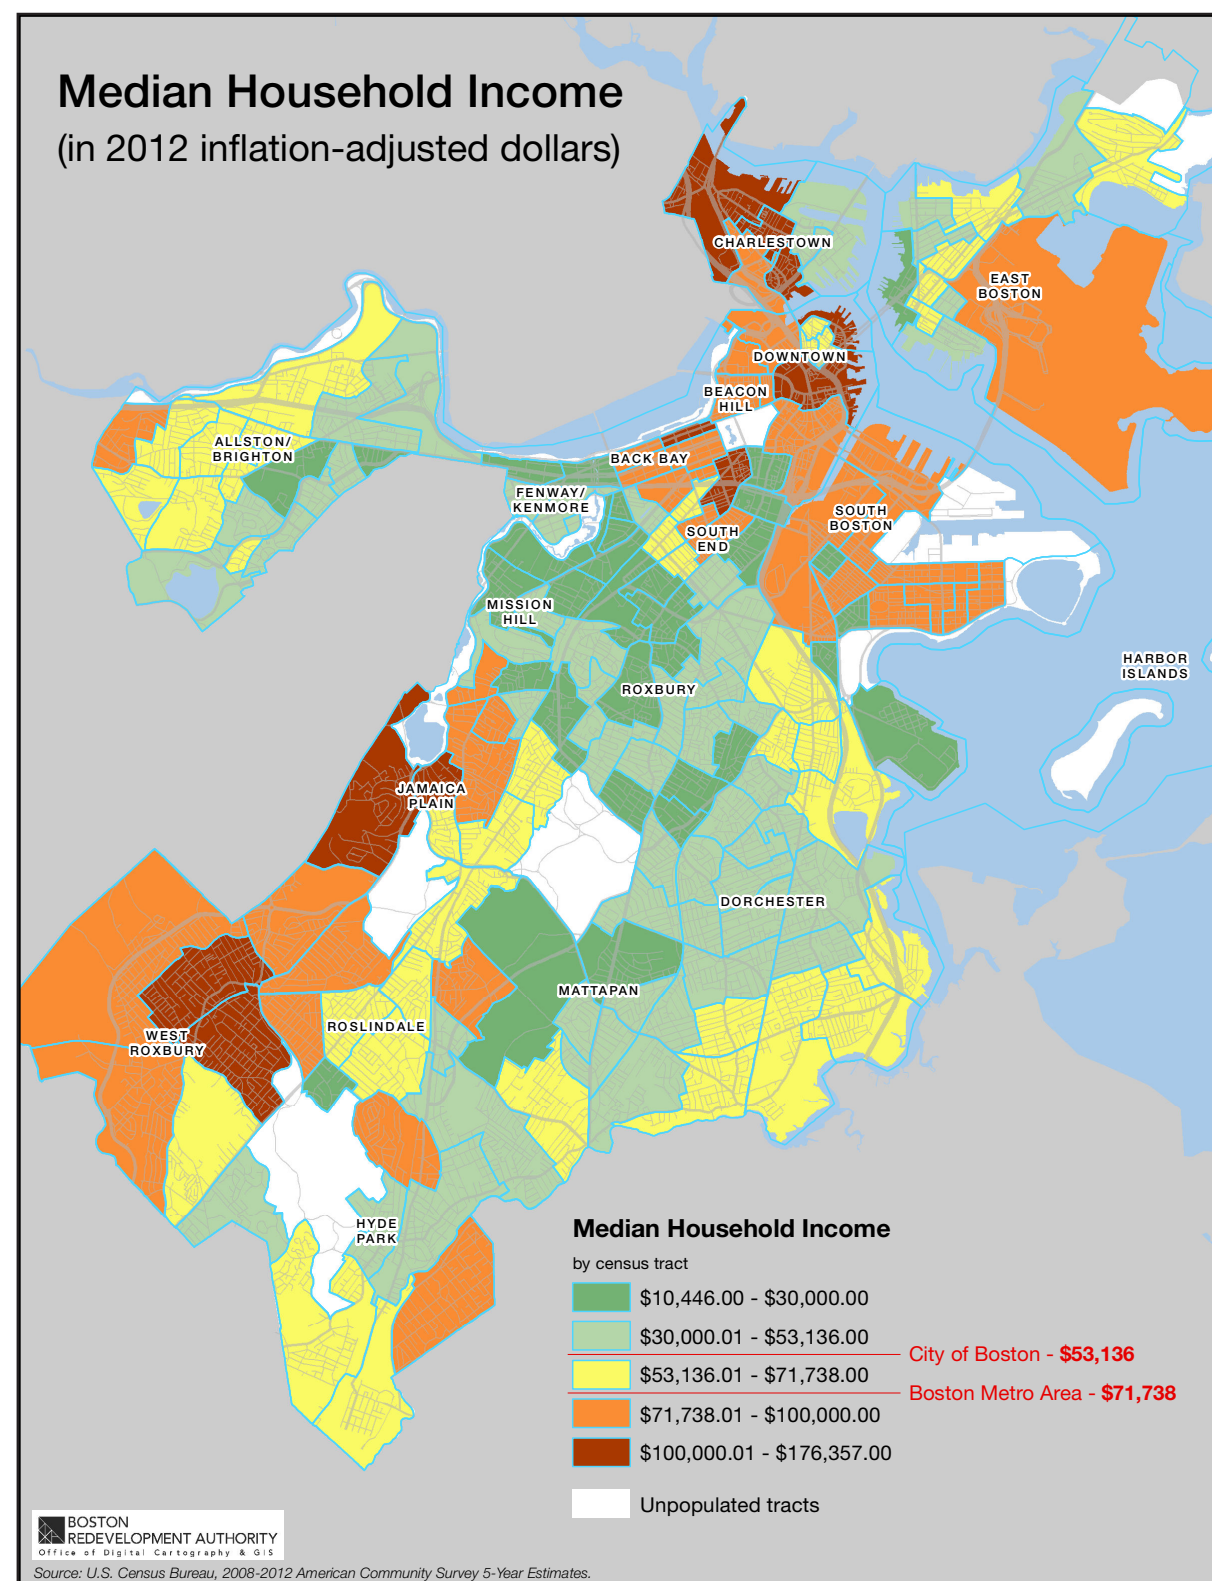 Median Household Income
(in 2012 inflation-adjusted dollars)
CHARLESTOWN
EAST
BOSTON
DOWNTOWN
BEACON
HILL
ALLSTON/
BRIGHTON
BACK BAY
FENWAY/
KENMORE
SOUTH
END
SOUTH
BOSTON
MISSION
HILL
HARBOR
ISLANDS
ROXBURY
JAMAICA
PLAIN
DORCHESTER
MATTAPAN
ROSLINDALE
WEST
ROXBURY
HYDE
PARK
Median Household Income
by census tract
$10,446.00 - $30,000.00
$30,000.01 - $53,136.00
City of Boston - $53,136
$53,136.01 - $71,738.00
Boston Metro Area - $71,738
$71,738.01 - $100,000.00
$100,000.01 - $176,357.00
Unpopulated tracts
BOSTON
REDEVELOPMENT AUTHORITY
Office of Digital Cartography & GIS
Source: U.S. Census Bureau, 2008-2012 American Community Survey 5-Year Estimates.